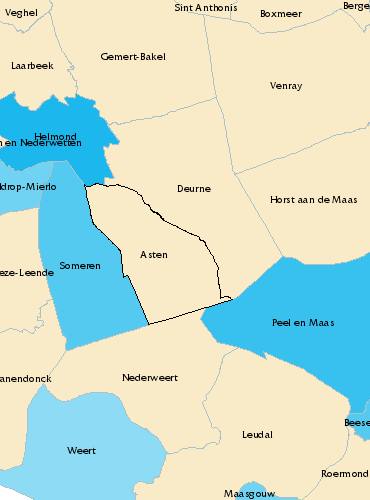 Sint Anthonis
Berge
Veghel
Boxmeer
Gemert-Bakel
Laarbeek
Venray
Helmond
n en Nederwetten
ldrop-Mierlo
Deurne
Horst aan de Maas
Asten
Someren
eze-Leende
Peel en Maas
anendonck
Nederweert
Beese
Leudal
Weert
Roermond
Maasgouw